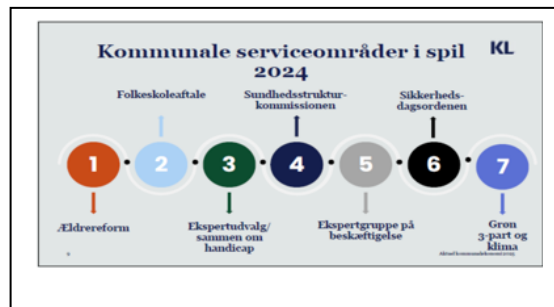 Kommunale serviceområder i spil
2024
KL
Folkeskoleaftale
Sundhedsstruktur-
kommissionen
Sikkerheds-
dagsordenen
1
2
3
4
5
6
7
Ældrereform
Ekspertudvalg/
sammen om
handicap
Ekspertgruppe på
beskæftigelse
Grøn
3-part og
klima